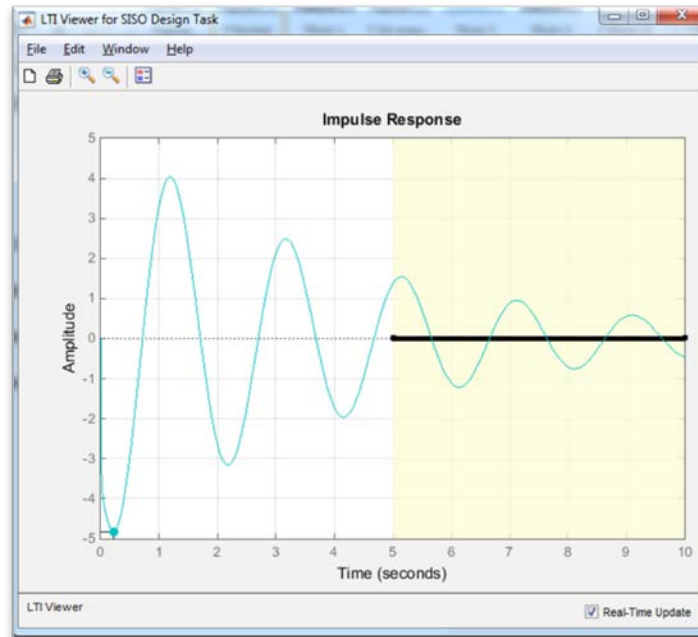 LTI Viewer for SISO Design Task
File Edit Window Help
Impulse Response
5
4
3
2
1
0
-1
-2
-3
-4
-5
Amplitude
0 1 2 3 4 5 6 7 8 9 10
Time (seconds)
LTI Viewer
Real-Time Update